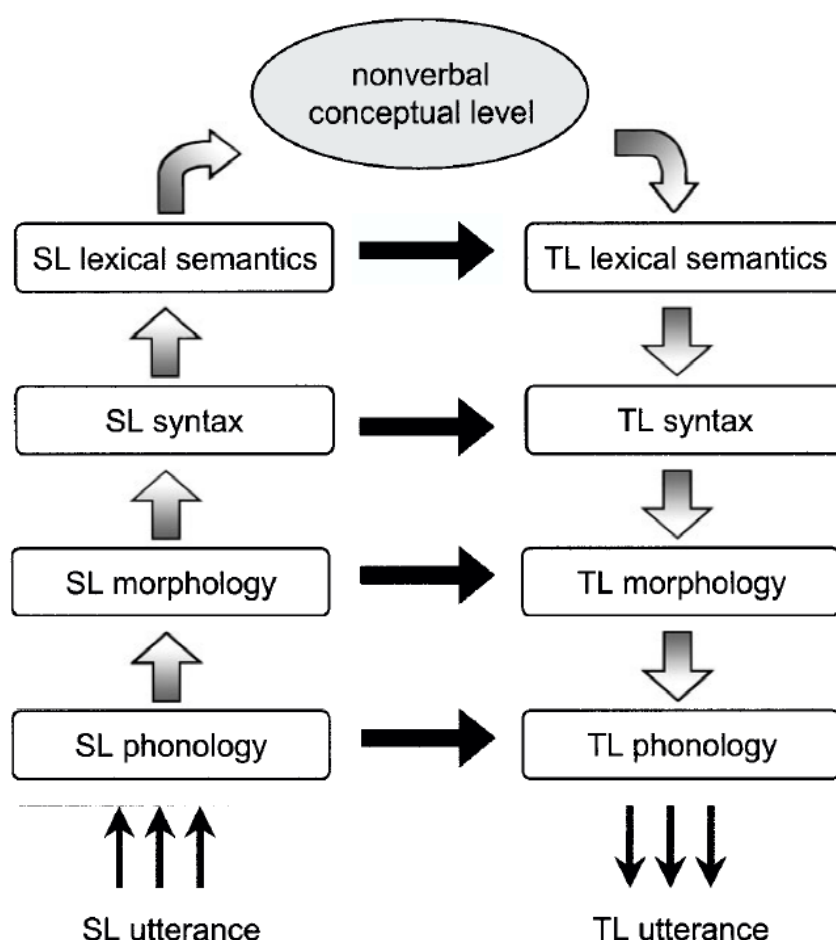 nonverbal
conceptual level
SL lexical semantics
TL lexical semantics
SL syntax
TL syntax
SL morphology
TL morphology
SL phonology
TL phonology
SL utterance
TL utterance